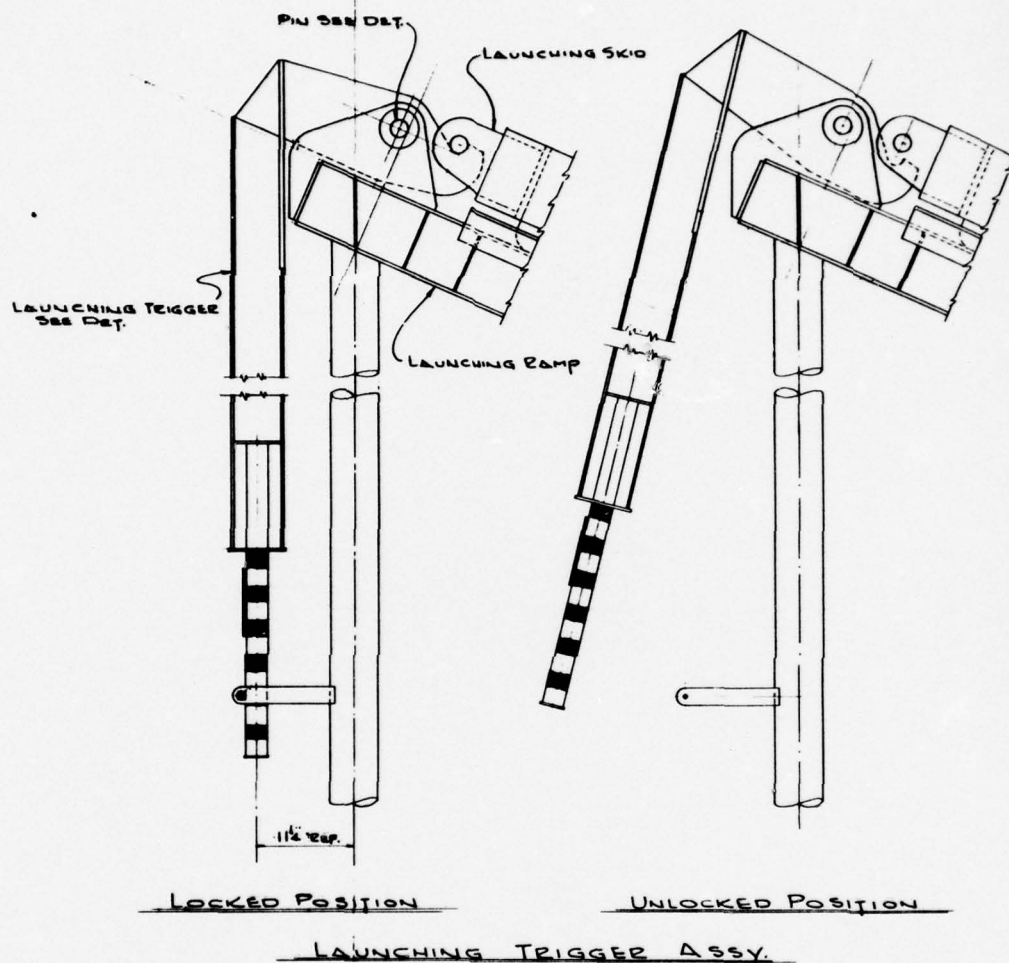 PIN SEE DET.
LAUNCHING SKID
LAUNCHING TRIGGER
SEE DET.
LAUNCHING RAMP
11¼" REF.
LOCKED POSITION
UNLOCKED POSITION
LAUNCHING TRIGGER ASSY.